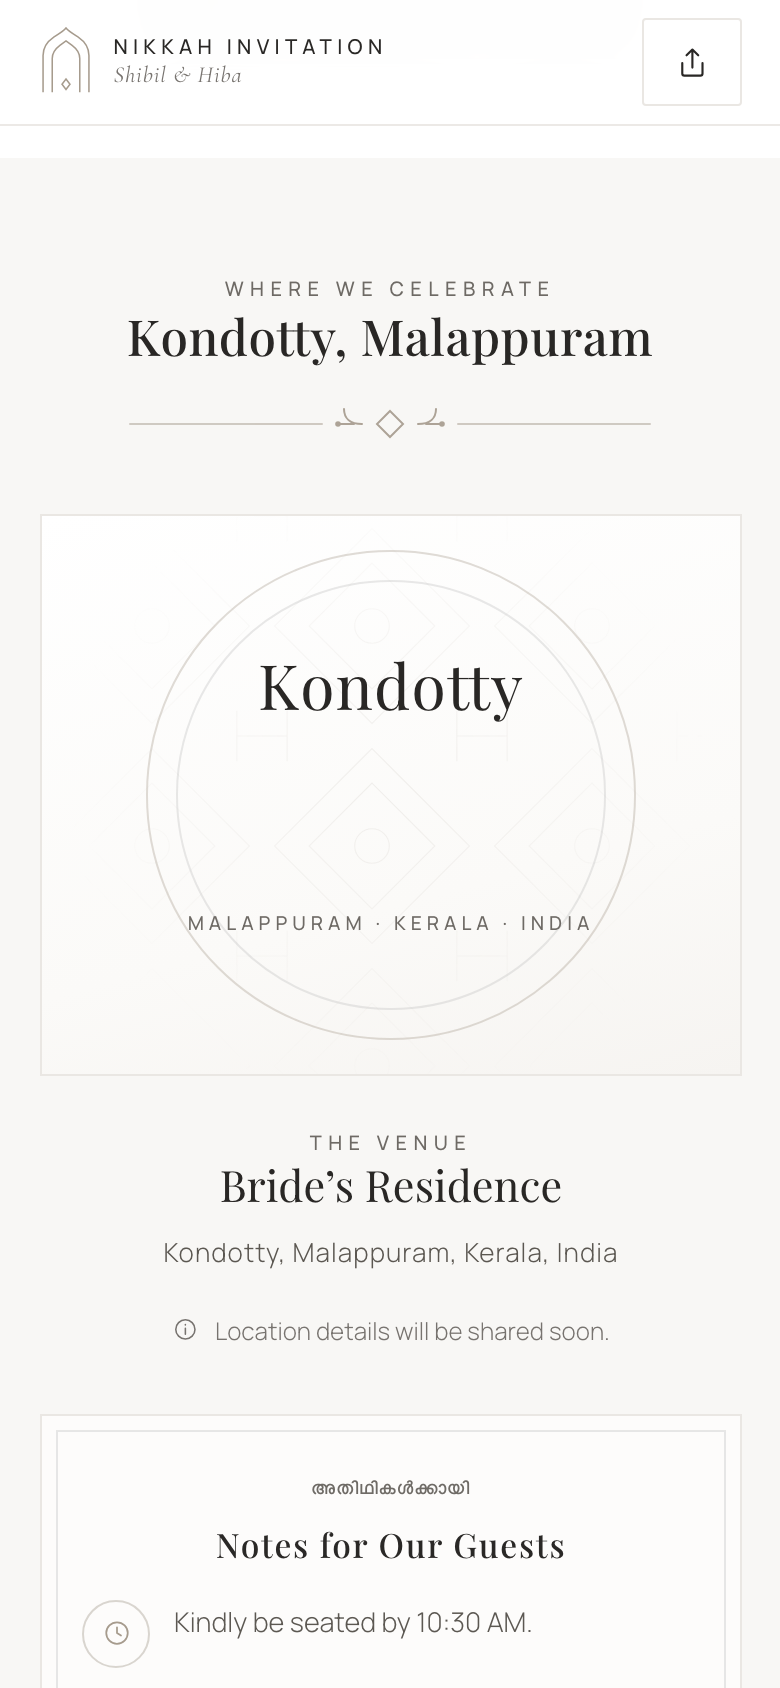 NIKKAH INVITATION
Shibil & Hiba
WHERE WE CELEBRATE
Kondotty, Malappuram
Kondotty
MALAPPURAM · KERALA · INDIA
THE VENUE
Bride’s Residence
Kondotty, Malappuram, Kerala, India
Location details will be shared soon.
അതിഥികൾക്കായി
Notes for Our Guests
Kindly be seated by 10:30 AM.